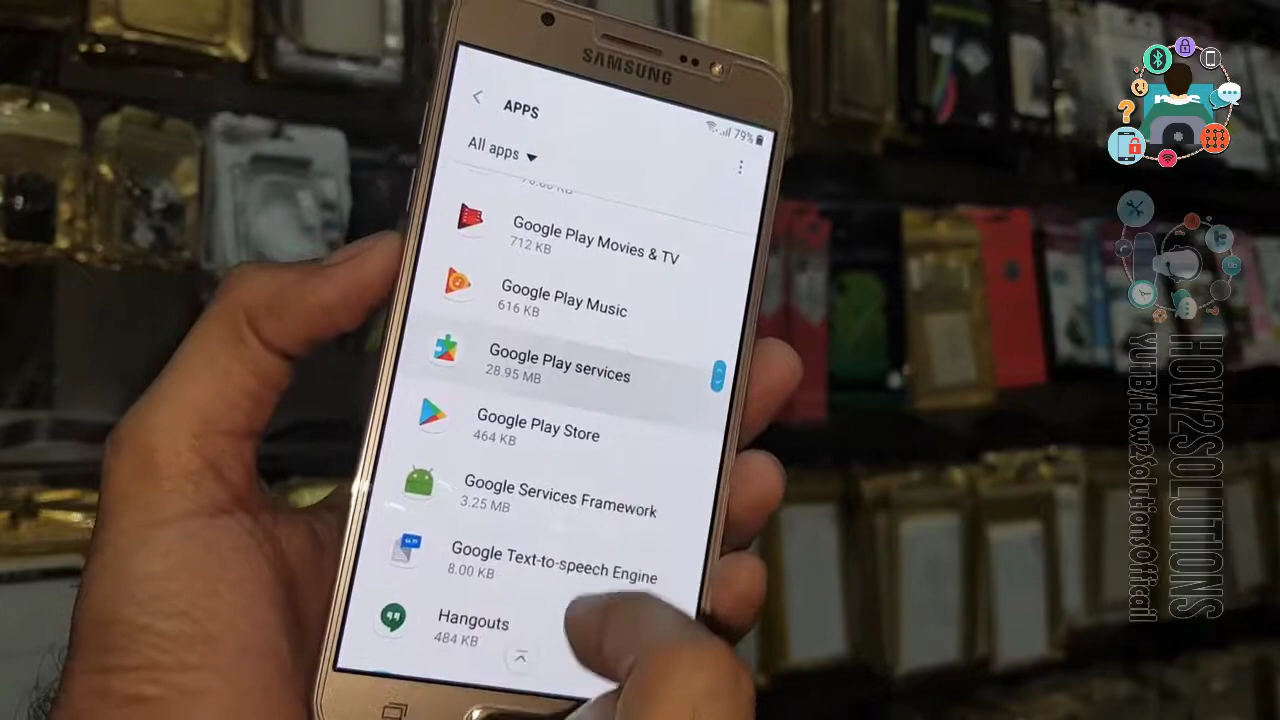 SAMSUNG
79%
APPS
All apps
Google Play Movies & TV
712 KB
Google Play Music
616 KB
Google Play services
28.95 MB
Google Play Store
464 KB
Google Services Framework
3.25 MB
Google Text-to-speech Engine
8.00 KB
Hangouts
484 KB
HOW2SOLUTIONS
YUTB/How2SolutionsOfficail